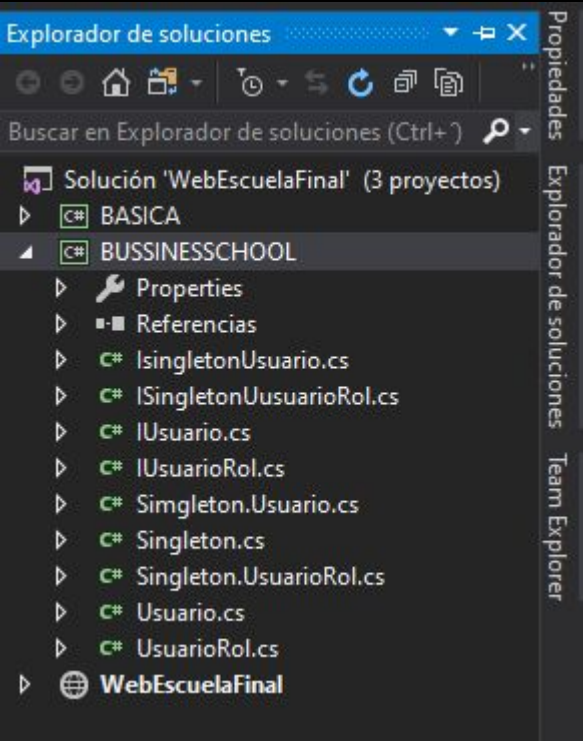 Explorador de soluciones
Buscar en Explorador de soluciones (Ctrl+´)
Solución 'WebEscuelaFinal' (3 proyectos)
C# BASICA
C# BUSSINESSCHOOL
Properties
Referencias
C# IsingletonUsuario.cs
C# ISingletonUusuarioRol.cs
C# IUsuario.cs
C# IUsuarioRol.cs
C# Simgleton.Usuario.cs
C# Singleton.cs
C# Singleton.UsuarioRol.cs
C# Usuario.cs
C# UsuarioRol.cs
WebEscuelaFinal
Propiedades
Explorador de soluciones
Team Explorer